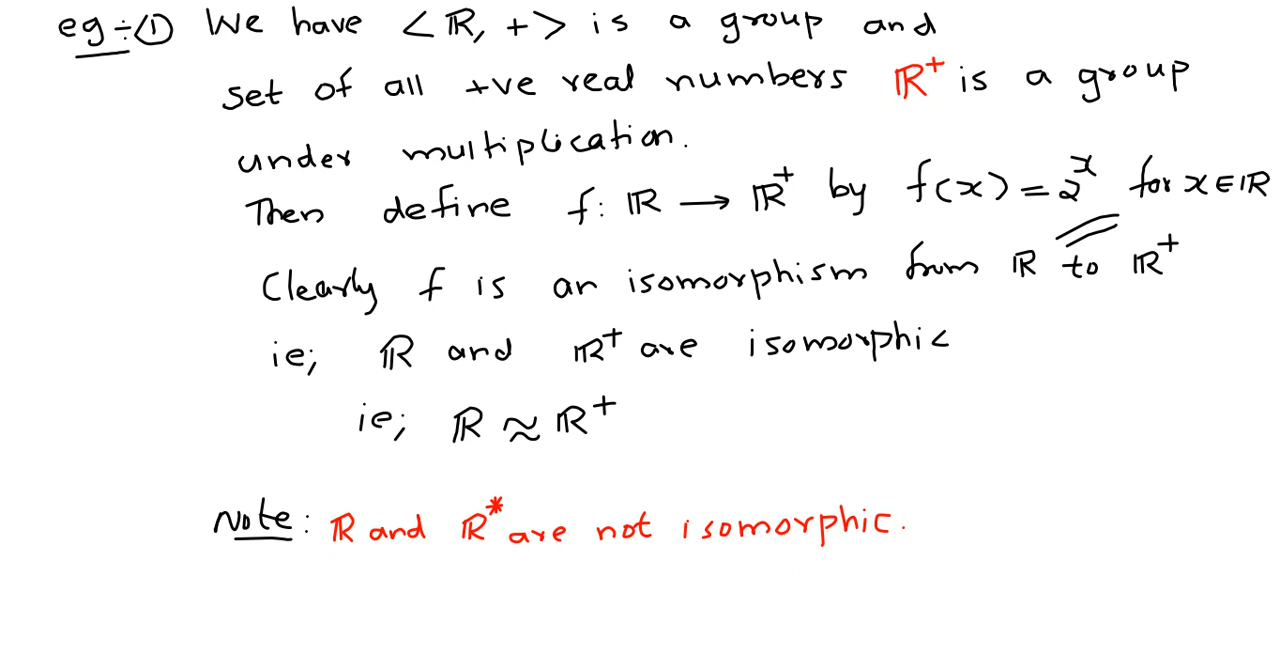 eg:-① We have <ℝ, +> is a group and
set of all +ve real numbers ℝ⁺ is a group
under multiplication.
Then define f: ℝ → ℝ⁺ by f(x) = 2ˣ for x ∈ ℝ
Clearly f is an isomorphism from ℝ to ℝ⁺
ie; ℝ and ℝ⁺ are isomorphic
ie; ℝ ≈ ℝ⁺
Note: ℝ and ℝ* are not isomorphic.